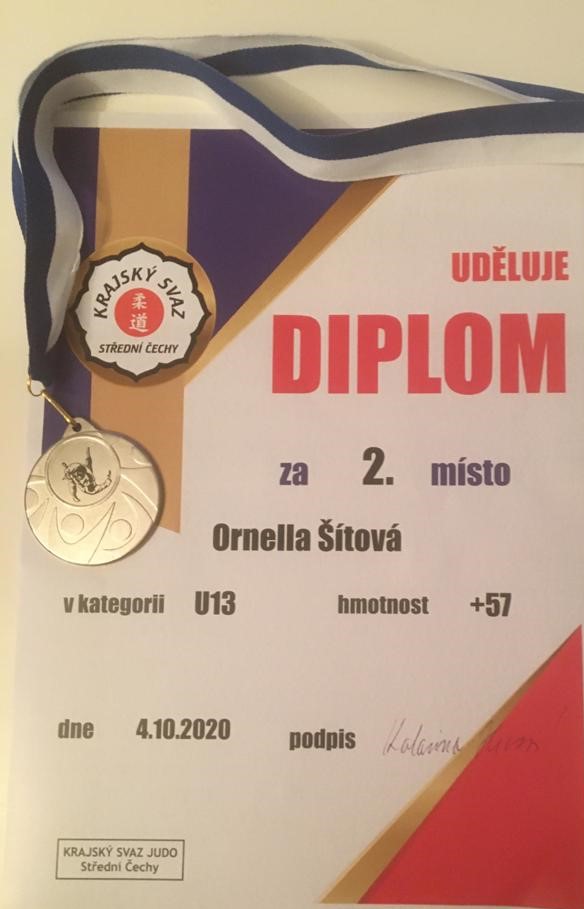 KRAJSKÝ SVAZ
柔道
STŘEDNÍ ČECHY
UDĚLUJE
DIPLOM
za 2. místo
Ornella Šítová
v kategorii U13 hmotnost +57
dne 4.10.2020 podpis
KRAJSKÝ SVAZ JUDO
Střední Čechy